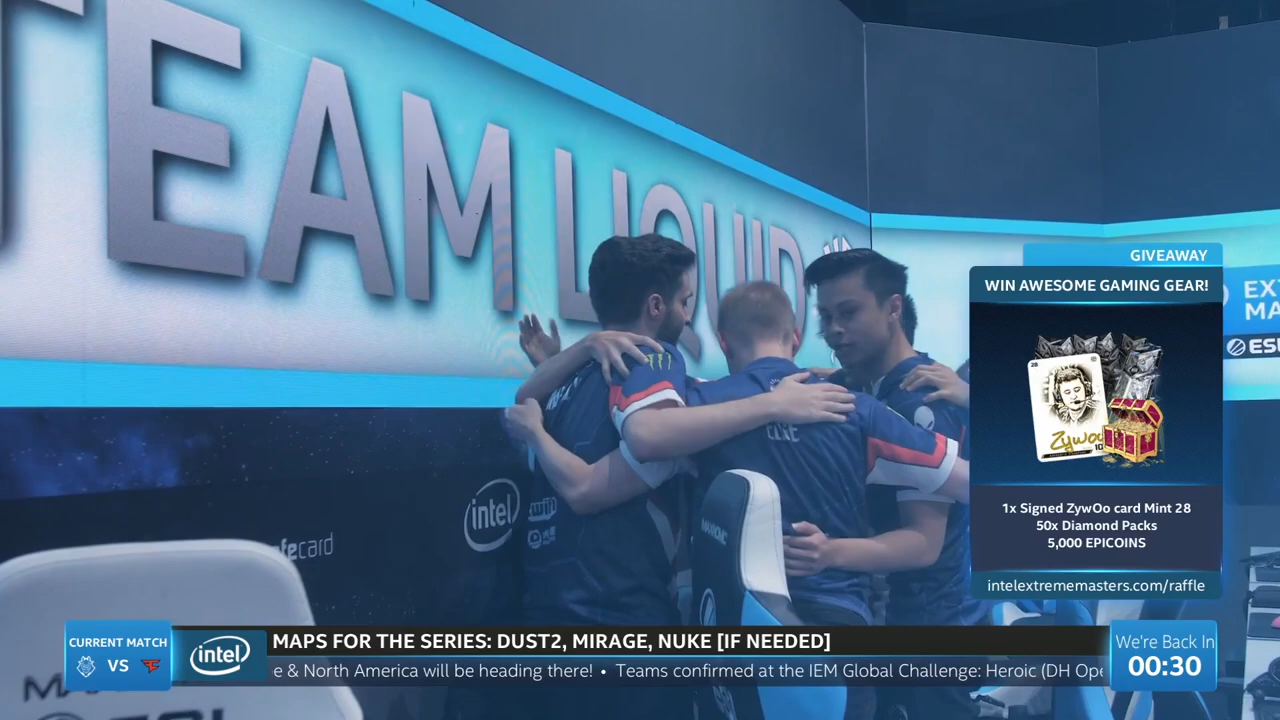 TEAM LIQUID
GIVEAWAY
WIN AWESOME GAMING GEAR!
28
ZywOo
1x Signed ZywOo card Mint 28
50x Diamond Packs
5,000 EPICOINS
intelextrememasters.com/raffle
intel
CURRENT MATCH
VS
intel
MAPS FOR THE SERIES: DUST2, MIRAGE, NUKE [IF NEEDED]
e & North America will be heading there! • Teams confirmed at the IEM Global Challenge: Heroic (DH Ope
We're Back In
00:30